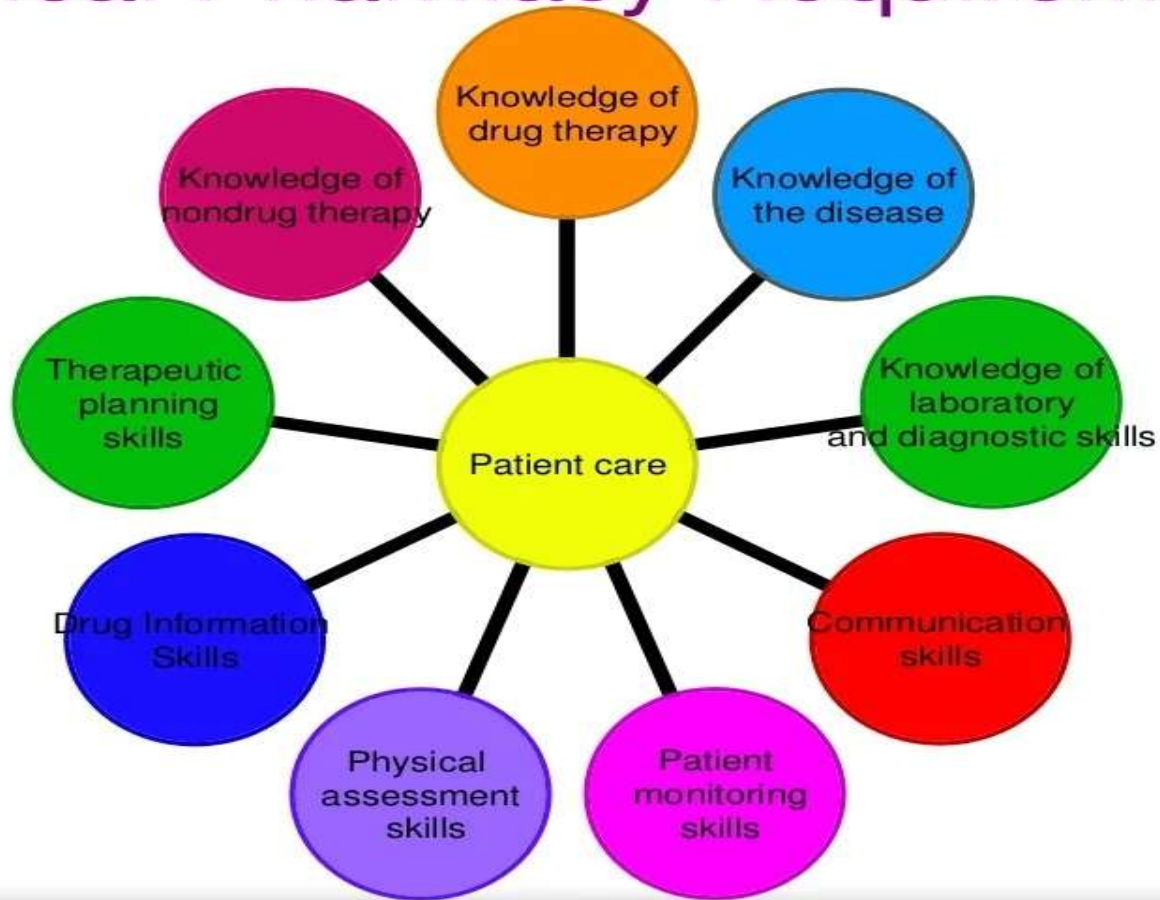 Pharmacy
Knowledge of
drug therapy
Knowledge of
the disease
Knowledge of
laboratory
and diagnostic skills
Communication
skills
Patient
monitoring
skills
Physical
assessment
skills
Drug Information
Skills
Therapeutic
planning
skills
Knowledge of
nondrug therapy
Patient care